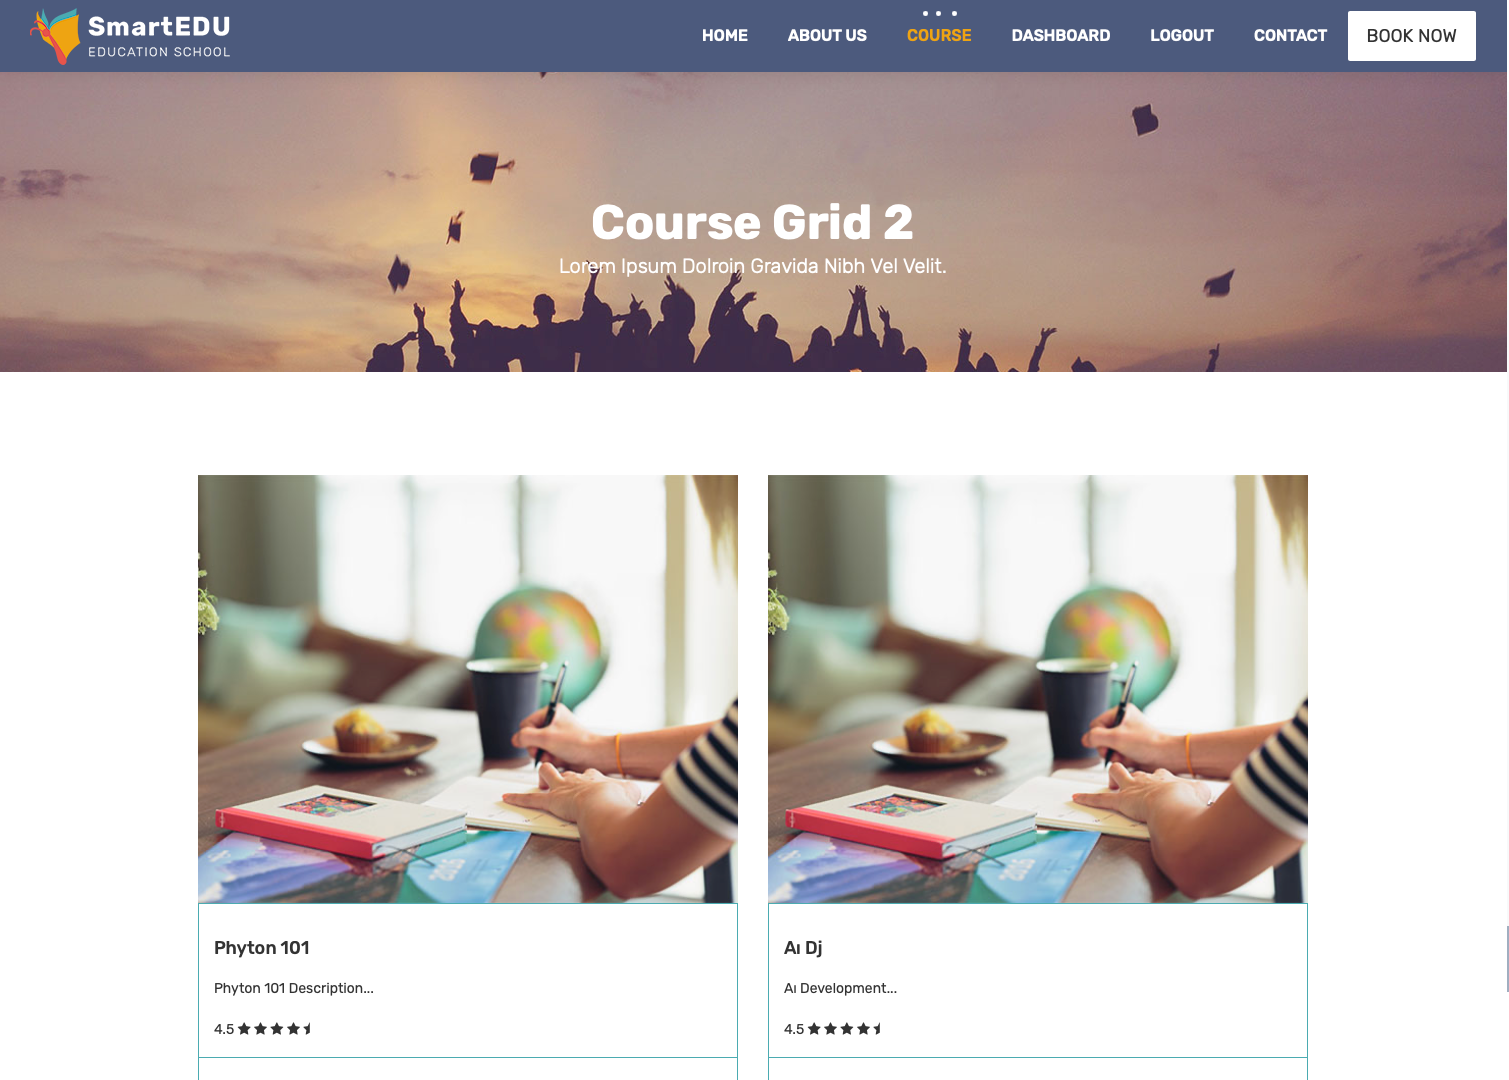 SmartEDU
EDUCATION SCHOOL
HOME ABOUT US COURSE DASHBOARD LOGOUT CONTACT BOOK NOW
Course Grid 2
Lorem Ipsum Dolroin Gravida Nibh Vel Velit.
Phyton 101
Phyton 101 Description...
4.5
Aı Dj
Aı Development...
4.5